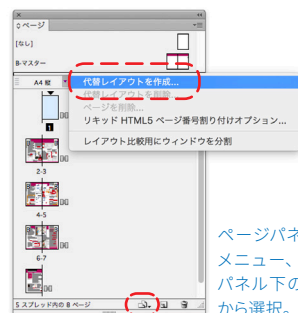 ページ
[なし]
B-マスター
A4 縦
代替レイアウトを作成...
代替レイアウトを削除...
ページを削除...
リキッド HTML5 ページ番号割り付けオプション...
レイアウト比較用にウィンドウを分割
1
2-3
4-5
6-7
5 スプレッド内の 8 ページ
ページパネ
メニュー、
パネル下の
から選択。